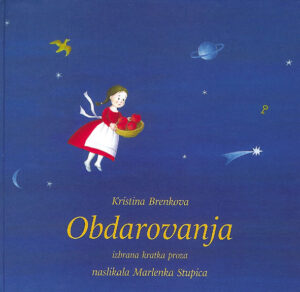 Kristina Brenkova
Obdarovanja
izbrana kratka proza
naslikala Marlenka Stupica